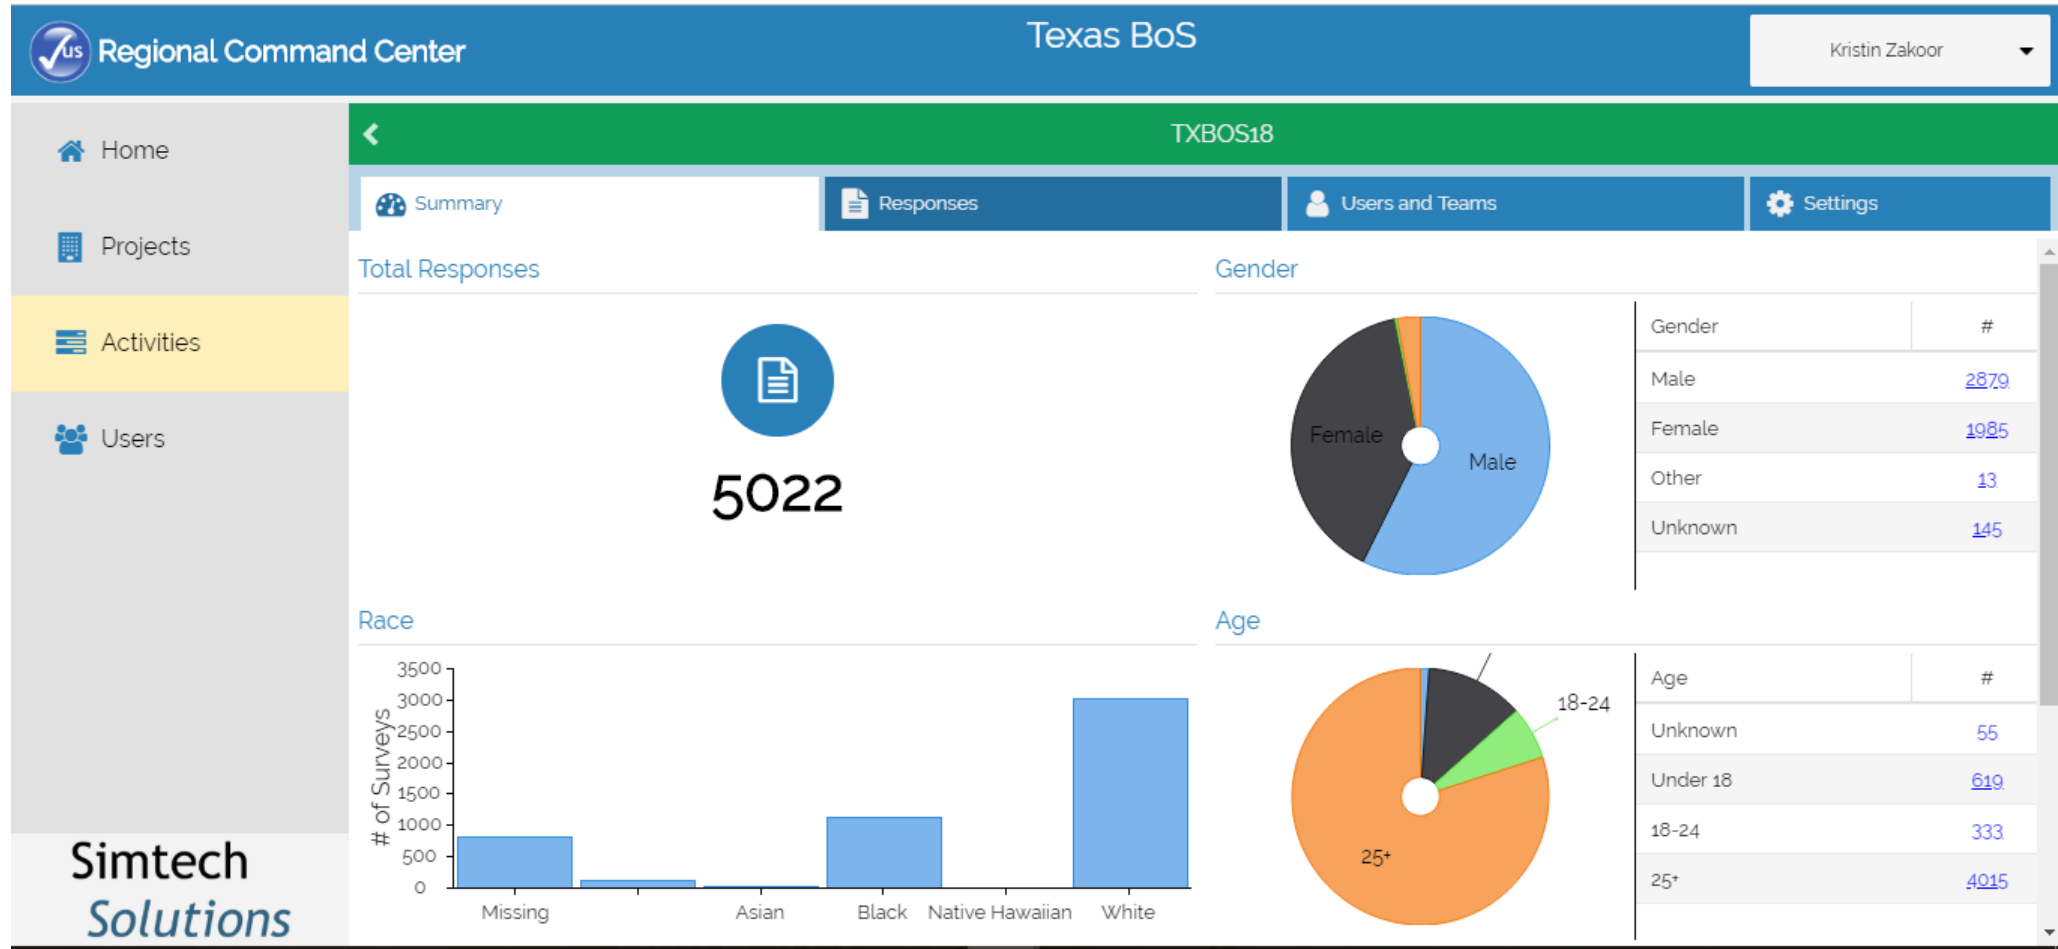 us Regional Command Center
Texas BoS
Kristin Zakoor
Home
Projects
Activities
Users
Simtech
Solutions
TXBOS18
Summary
Responses
Users and Teams
Settings
Total Responses
5022
Gender
Female
Male
Gender #
Male 2879
Female 1985
Other 13
Unknown 145
Race
# of Surveys
3500
3000
2500
2000
1500
1000
500
0
Missing Asian Black Native Hawaiian White
Age
18-24
25+
Age #
Unknown 55
Under 18 619
18-24 333
25+ 4015